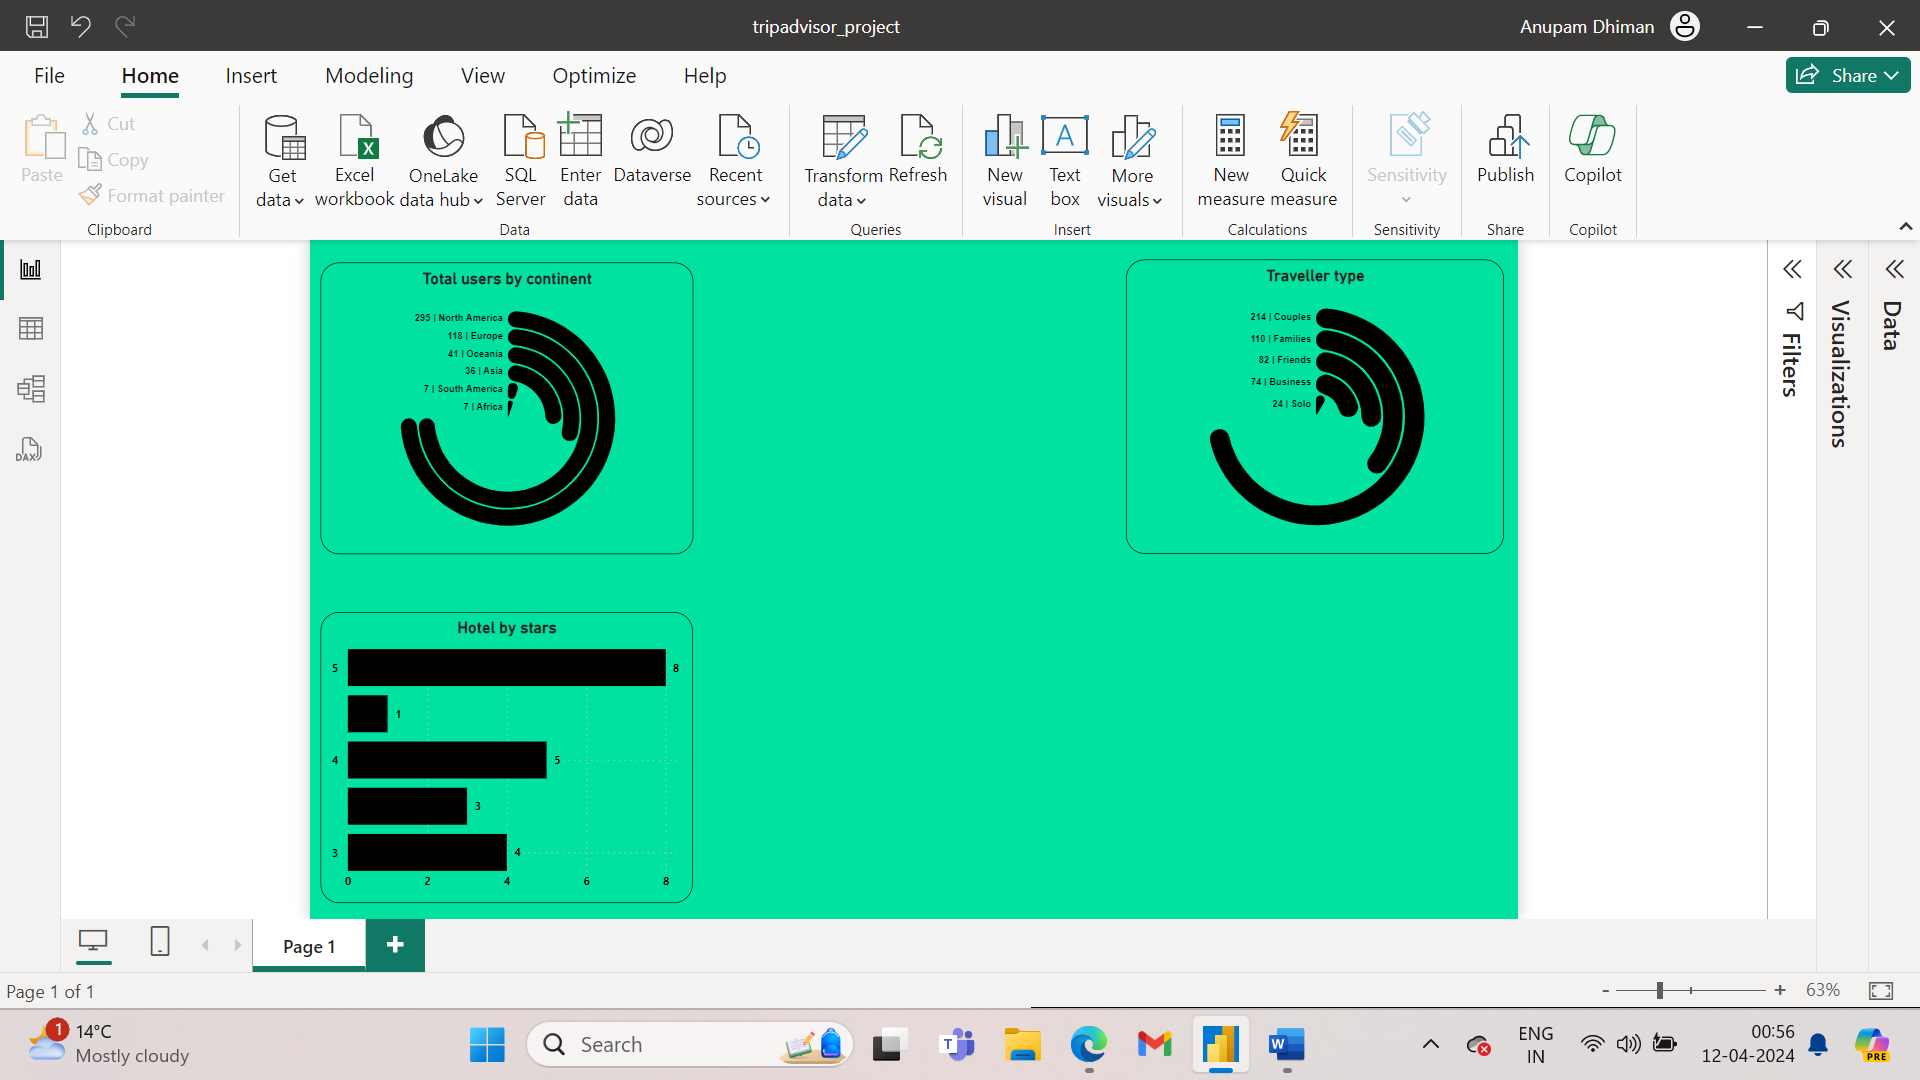 tripadvisor_project
Anupam Dhiman
File Home Insert Modeling View Optimize Help
Share
Paste
Cut
Copy
Format painter
Clipboard
Get data
Excel workbook
OneLake data hub
SQL Server
Enter data
Dataverse
Recent sources
Data
Transform data
Refresh
Queries
New visual
Text box
More visuals
Insert
New measure
Quick measure
Calculations
Sensitivity
Sensitivity
Publish
Share
Copilot
Copilot
DAX
Total users by continent
295 | North America
118 | Europe
41 | Oceania
36 | Asia
7 | South America
7 | Africa
Traveller type
214 | Couples
110 | Families
82 | Friends
74 | Business
24 | Solo
Hotel by stars
5 8
1
4 5
3
3 4
0 2 4 6 8
Filters
Visualizations
Data
Page 1
Page 1 of 1
- + 63%
1
14°C
Mostly cloudy
Search
ENG
IN
00:56
12-04-2024
PRE